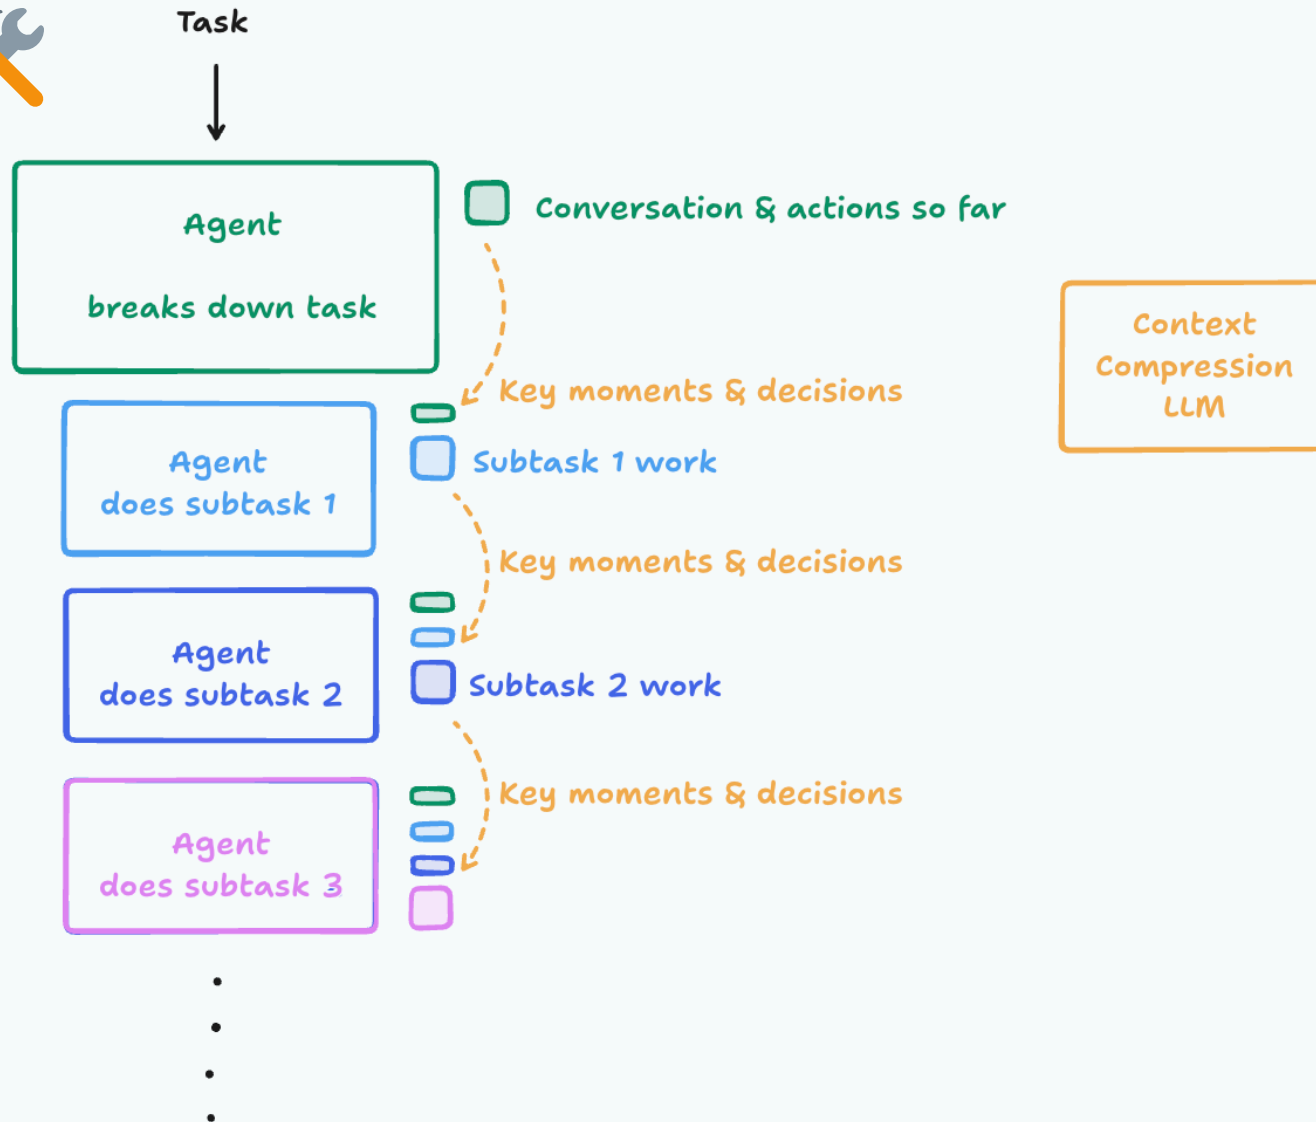 Task
Agent
breaks down task
Conversation & actions so far
Key moments & decisions
Context
Compression
LLM
Agent
does subtask 1
Subtask 1 work
Key moments & decisions
Agent
does subtask 2
Subtask 2 work
Key moments & decisions
Agent
does subtask 3